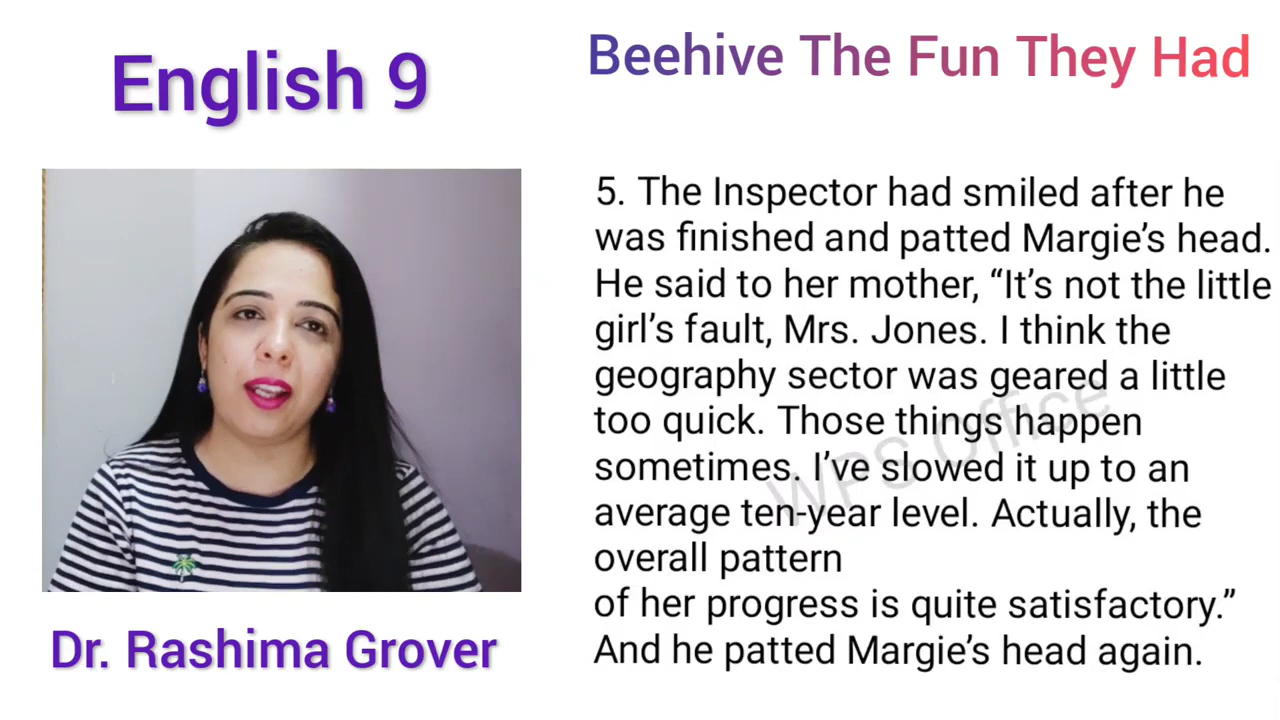 English 9
Beehive The Fun They Had
5. The Inspector had smiled after he
was finished and patted Margie’s head.
He said to her mother, “It’s not the little
girl’s fault, Mrs. Jones. I think the
geography sector was geared a little
too quick. Those things happen
sometimes. I’ve slowed it up to an
average ten-year level. Actually, the
overall pattern
of her progress is quite satisfactory.”
And he patted Margie’s head again.
WPS Office
Dr. Rashima Grover